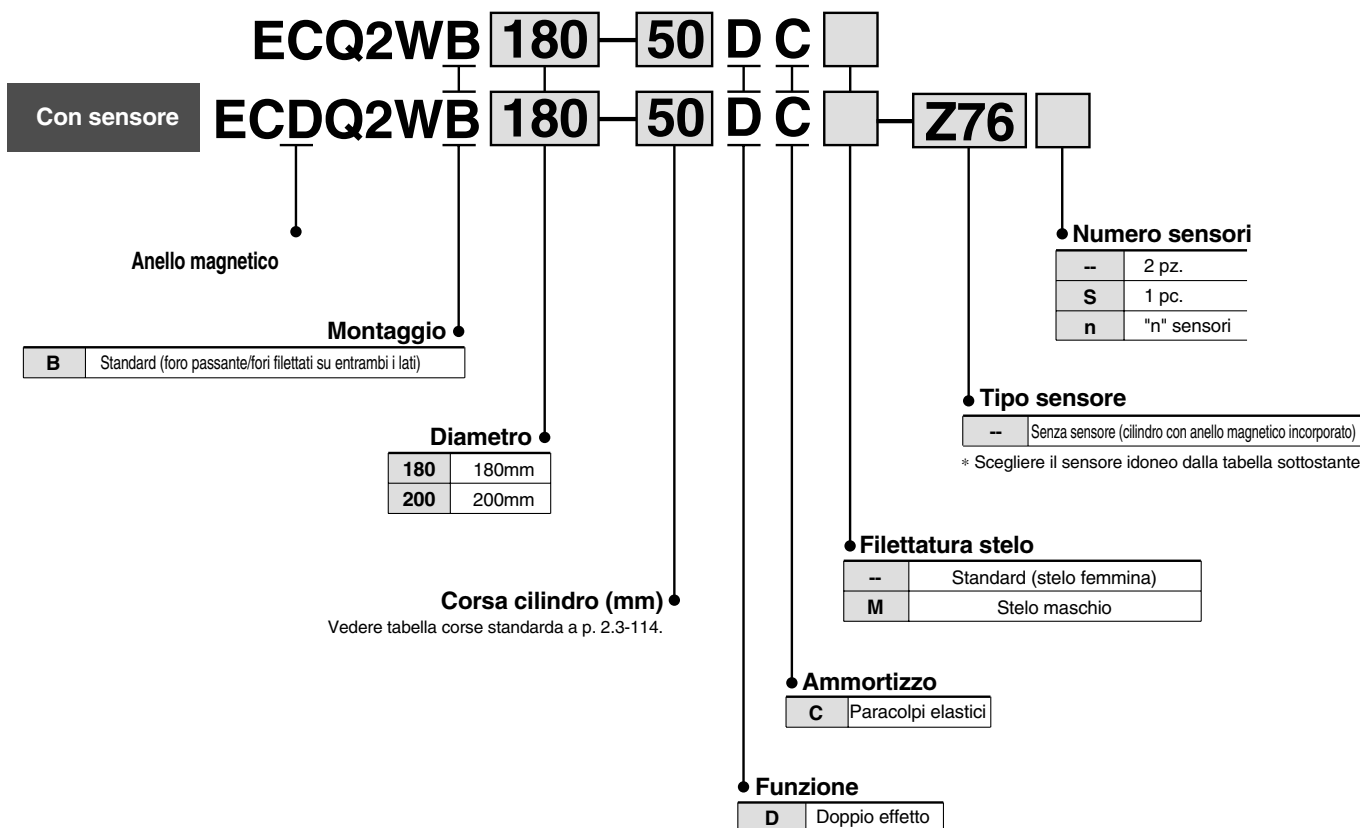 ECQ2WB 180-50 D C
Con sensore ECDQ2WB 180-50 D C - Z76
Anello magnetico
Numero sensori
-- 2 pz.
S 1 pc.
n "n" sensori
Montaggio
B Standard (foro passante/fori filettati su entrambi i lati)
Tipo sensore
-- Senza sensore (cilindro con anello magnetico incorporato)
* Scegliere il sensore idoneo dalla tabella sottostante
Diametro
180 180mm
200 200mm
Filettatura stelo
-- Standard (stelo femmina)
M Stelo maschio
Corsa cilindro (mm)
Vedere tabella corse standarda a p. 2.3-114.
Ammortizzo
C Paracolpi elastici
Funzione
D Doppio effetto